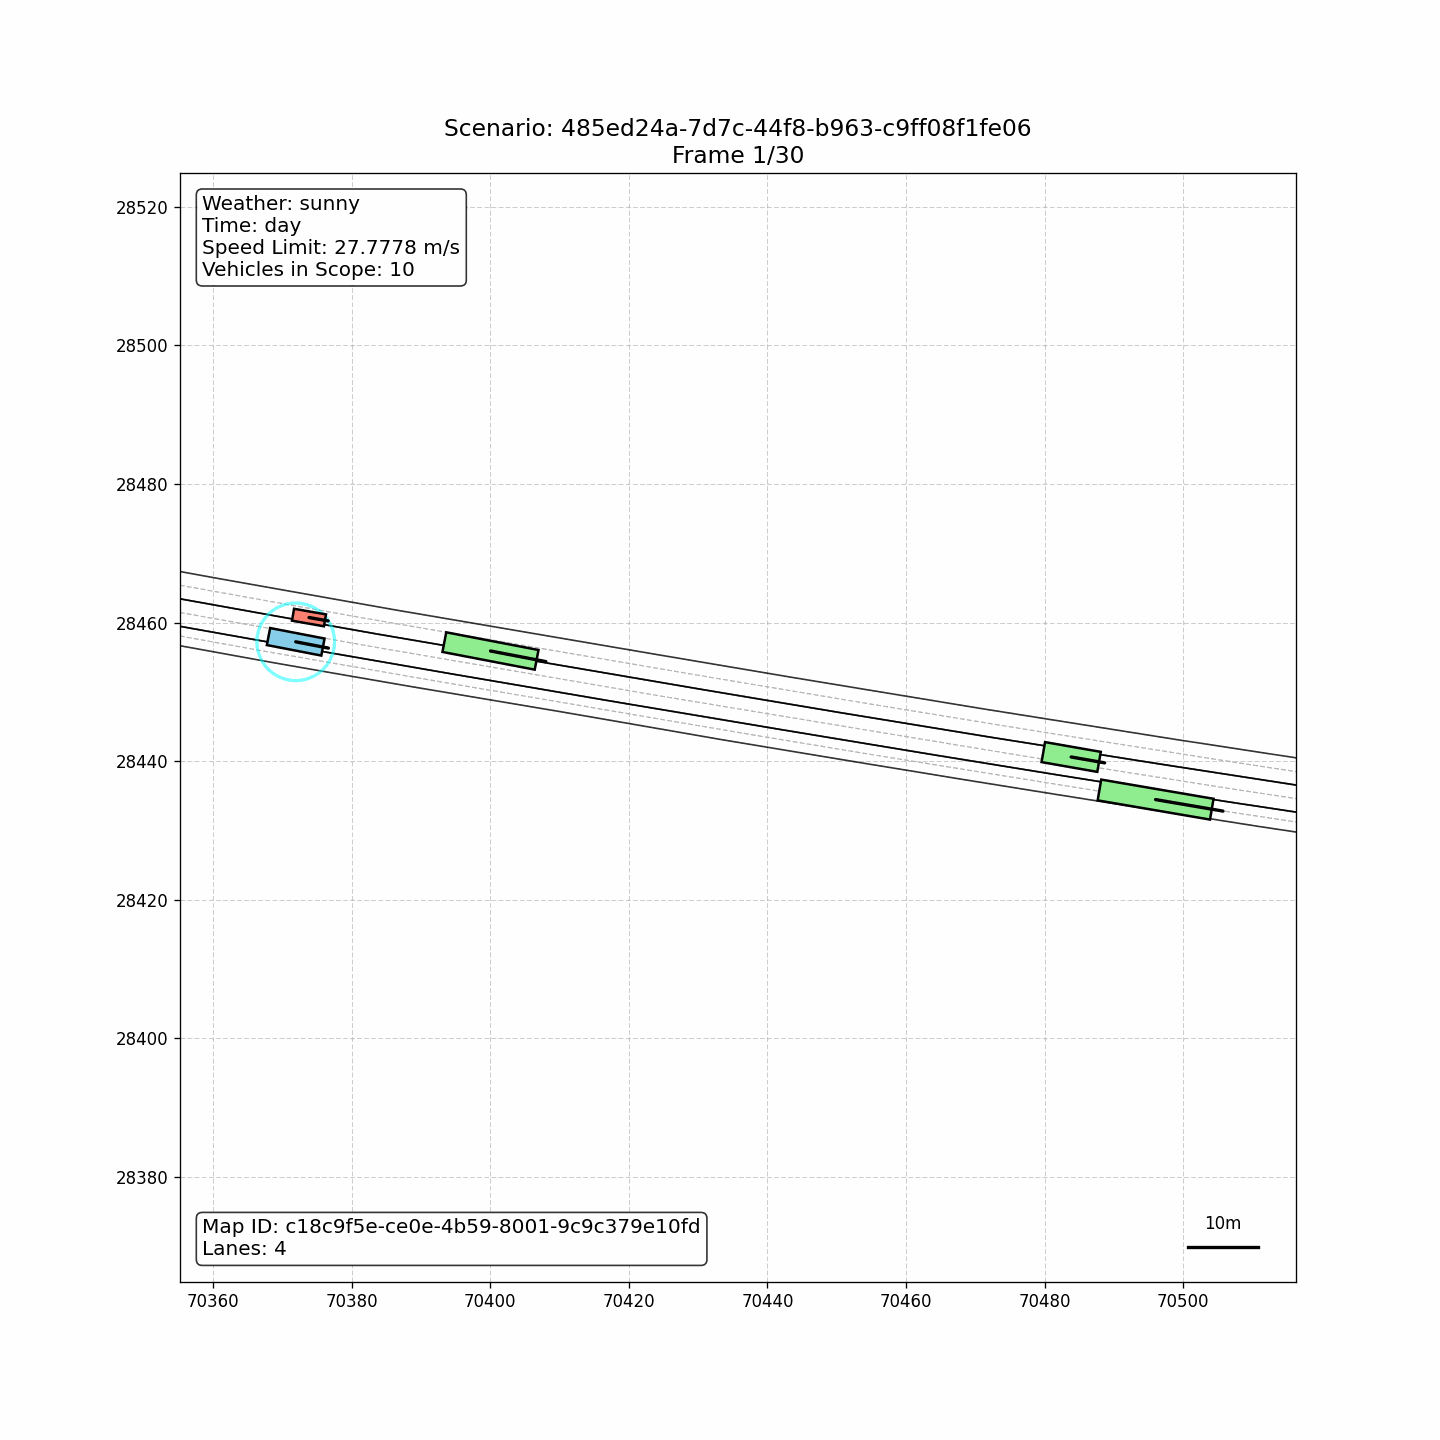 Scenario: 485ed24a-7d7c-44f8-b963-c9ff08f1fe06
Frame 1/30
Weather: sunny
Time: day
Speed Limit: 27.7778 m/s
Vehicles in Scope: 10
28520
28500
28480
28460
28440
28420
28400
28380
Map ID: c18c9f5e-ce0e-4b59-8001-9c9c379e10fd
Lanes: 4
10m
70360
70380
70400
70420
70440
70460
70480
70500